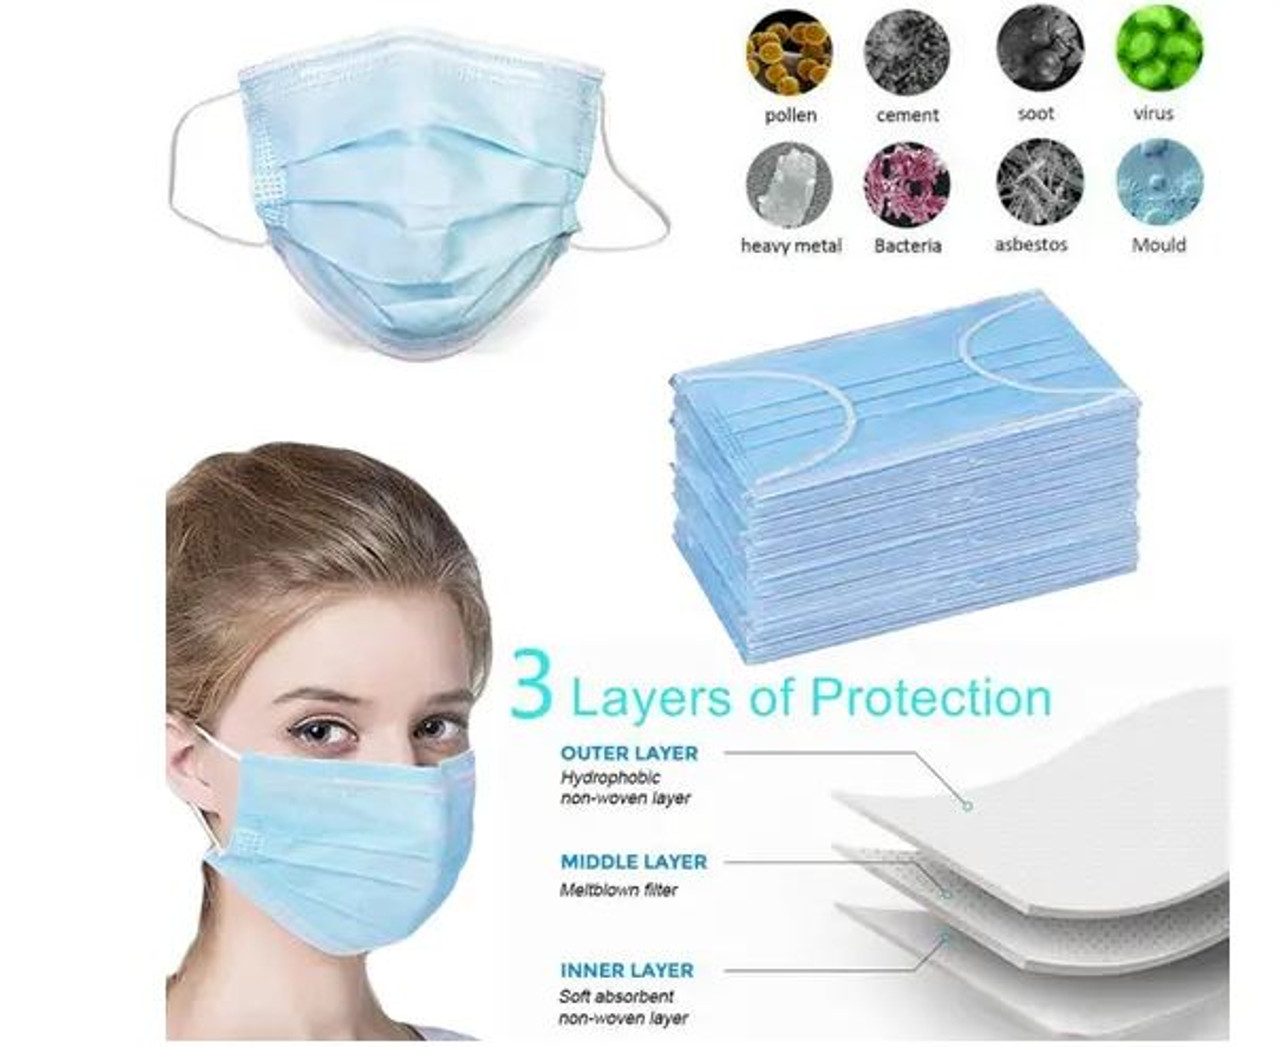 pollen cement soot virus
heavy metal Bacteria asbestos Mould
3 Layers of Protection
OUTER LAYER
Hydrophobic
non-woven layer
MIDDLE LAYER
Meltblown filter
INNER LAYER
Soft absorbent
non-woven layer